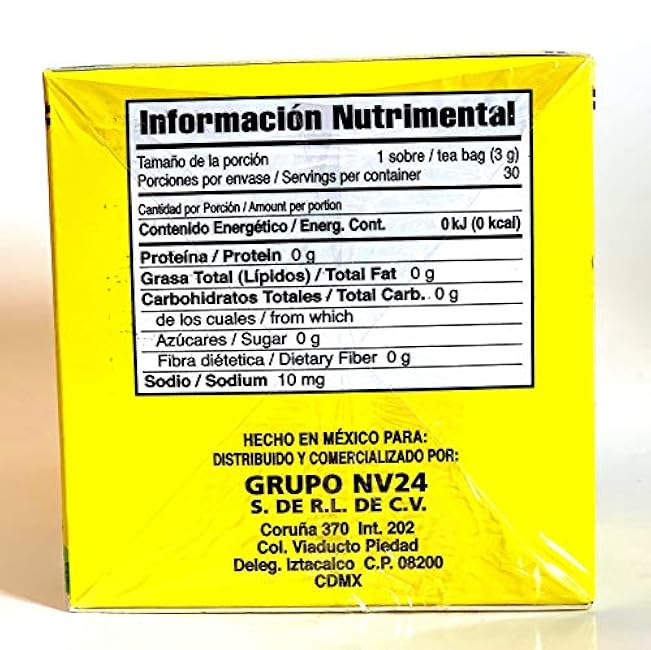 Información Nutrimental
Tamaño de la porción 1 sobre / tea bag (3 g)
Porciones por envase / Servings per container 30
Cantidad por Porción / Amount per portion
Contenido Energético / Energ. Cont. 0 kJ (0 kcal)
Proteína / Protein 0 g
Grasa Total (Lípidos) / Total Fat 0 g
Carbohidratos Totales / Total Carb. . 0 g
de los cuales / from which
Azúcares / Sugar 0 g
Fibra diétetica / Dietary Fiber 0 g
Sodio / Sodium 10 mg
HECHO EN MÉXICO PARA:
DISTRIBUIDO Y COMERCIALIZADO POR:
GRUPO NV24
S. DE R.L. DE C.V.
Coruña 370 Int. 202
Col. Viaducto Piedad
Deleg. Iztacalco C.P. 08200
CDMX